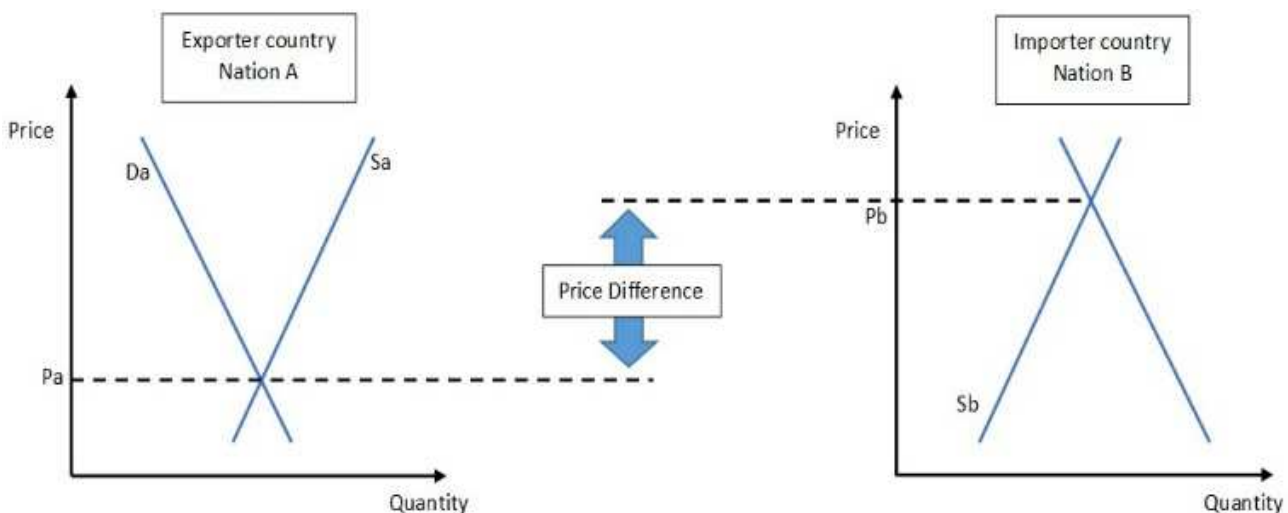 Exporter country
Nation A
Importer country
Nation B
Price
Da
Sa
Pa
Quantity
Price Difference
Price
Pb
Sb
Quantity